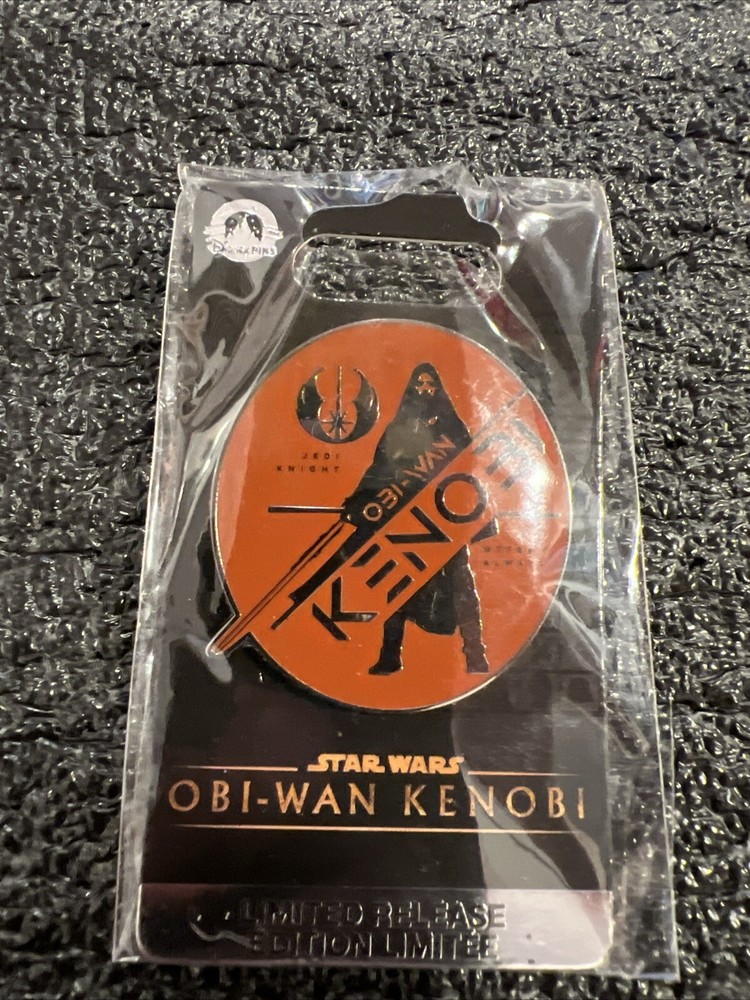 DISNEY PINS
JEDI
KNIGHT
OBI-WAN
KENOBI
STAR WARS
OBI-WAN KENOBI
LIMITED RELEASE
ÉDITION LIMITÉE